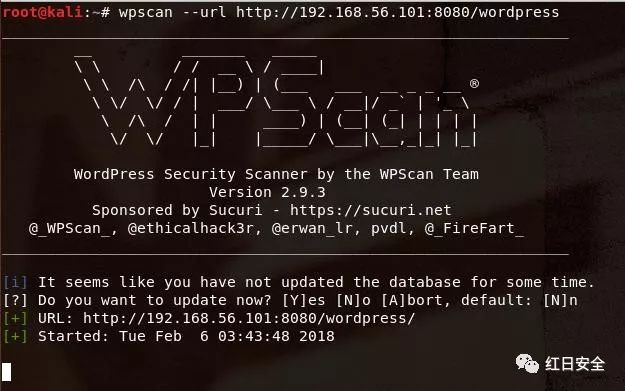 root@kali:~# wpscan --url http://192.168.56.101:8080/wordpress
WPScan ®
WordPress Security Scanner by the WPScan Team
Version 2.9.3
Sponsored by Sucuri - https://sucuri.net
@_WPScan_, @ethicalhack3r, @erwan_lr, pvdl, @_FireFart_
[i] It seems like you have not updated the database for some time.
[?] Do you want to update now? [Y]es [N]o [A]bort, default: [N]n
[+] URL: http://192.168.56.101:8080/wordpress/
[+] Started: Tue Feb  6 03:43:48 2018
红日安全